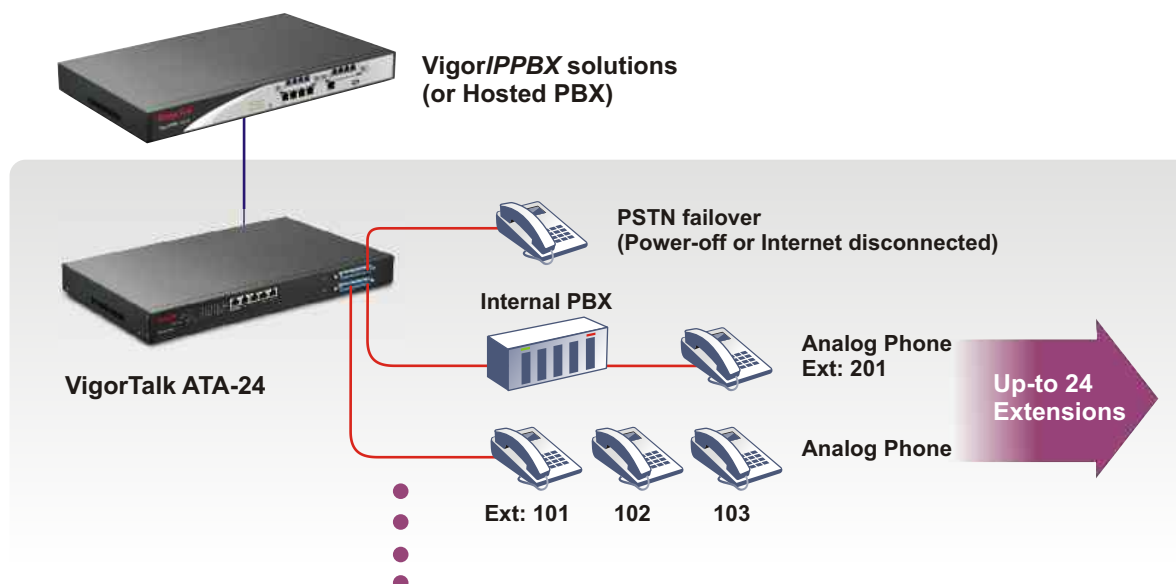 VigorIPPBX solutions
(or Hosted PBX)
PSTN failover
(Power-off or Internet disconnected)
Internal PBX
Analog Phone
Ext: 201
VigorTalk ATA-24
Up-to 24
Extensions
Analog Phone
Ext: 101
102
103